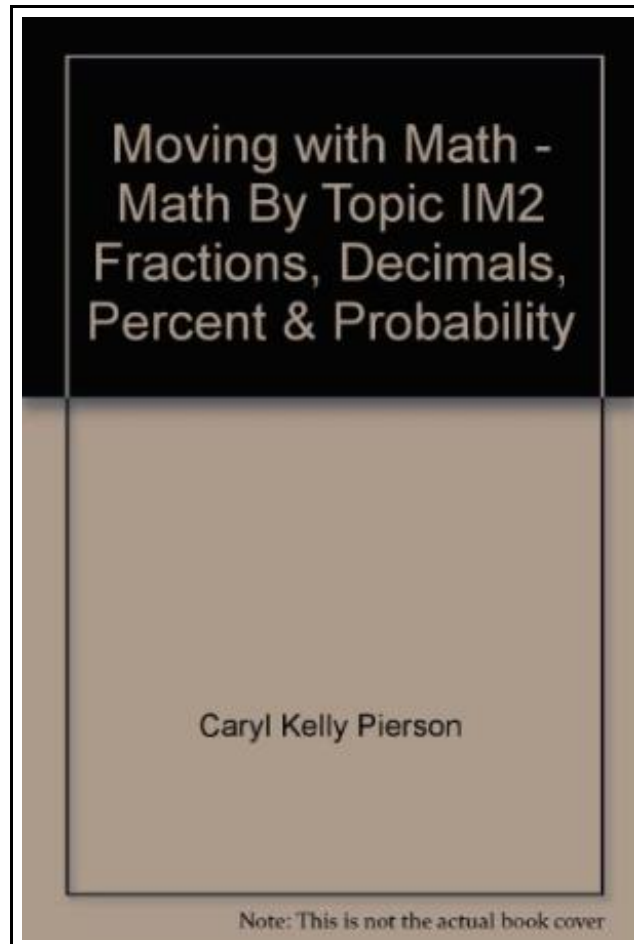 Moving with Math -
Math By Topic IM2
Fractions, Decimals,
Percent & Probability
Caryl Kelly Pierson
Note: This is not the actual book cover